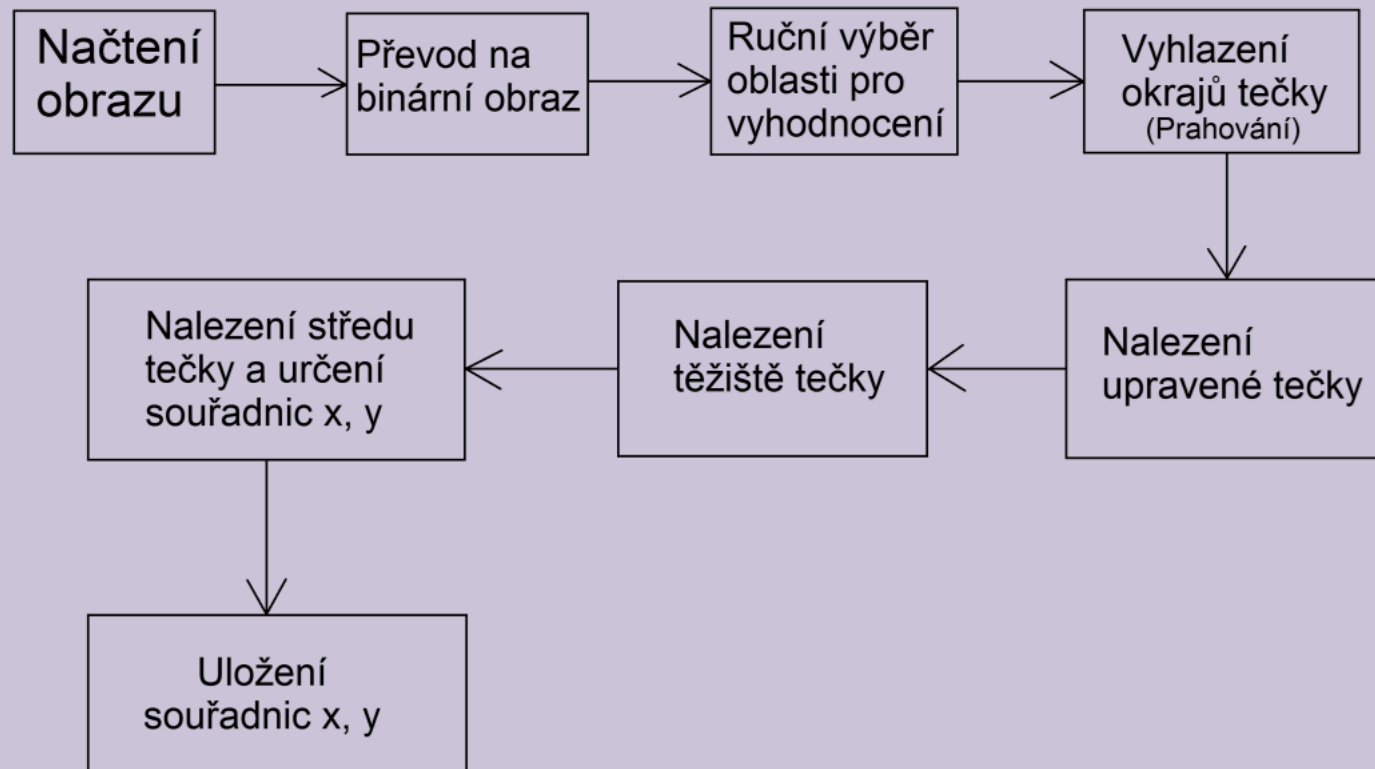 Načtení
obrazu
Převod na
binární obraz
Ruční výběr
oblasti pro
vyhodnocení
Vyhlazení
okrajů tečky
(Prahování)
Nalezení
upravené tečky
Nalezení
těžiště tečky
Nalezení středu
tečky a určení
souřadnic x, y
Uložení
souřadnic x, y